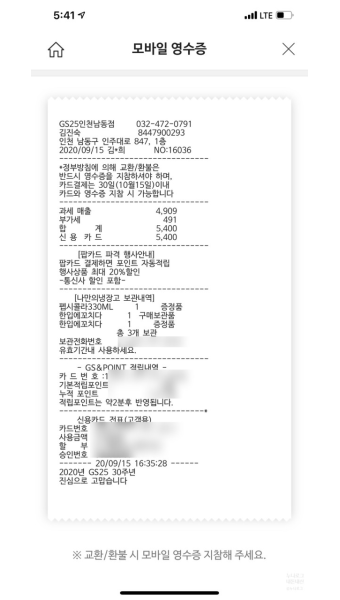 5:41 LTE
모바일 영수증
GS25인천남동점 032-472-0791
김진숙 8447900293
인천 남동구 인주대로 847, 1층
2020/09/15 김*희 NO:16036
*정부방침에 의해 교환/환불은
반드시 영수증을 지참하셔야 하며,
카드결제는 30일(10월15일)이내
카드와 영수증 지참 시 가능합니다
과세 매출 4,909
부가세 491
합 계 5,400
신 용 카 드 5,400
[팝카드 파격 행사안내]
팝카드 결제하면 포인트 자동적립
행사상품 최대 20%할인
-통신사 할인 포함-
[나만의냉장고 보관내역]
펩시콜라330ML 1 증정품
한입에꼬치다 1 구매보관품
한입에꼬치다 1 증정품
총 3개 보관
보관전화번호
유효기간내 사용하세요.
- GS&POINT 적립내역 -
카 드 번 호 :1
기본적립포인트
누적 포인트
적립포인트는 약2분후 반영됩니다.
신용카드 전표(고객용)
카드번호
사용금액
할 부
승인번호
------- 20/09/15 16:35:28 ------
2020년 GS25 30주년
진심으로 고맙습니다
※ 교환/환불 시 모바일 영수증 지참해 주세요.